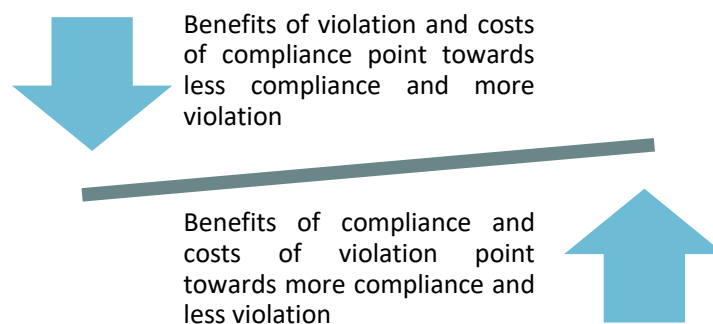 Benefits of violation and costs
of compliance point towards
less compliance and more
violation
Benefits of compliance and
costs of violation point
towards more compliance and
less violation